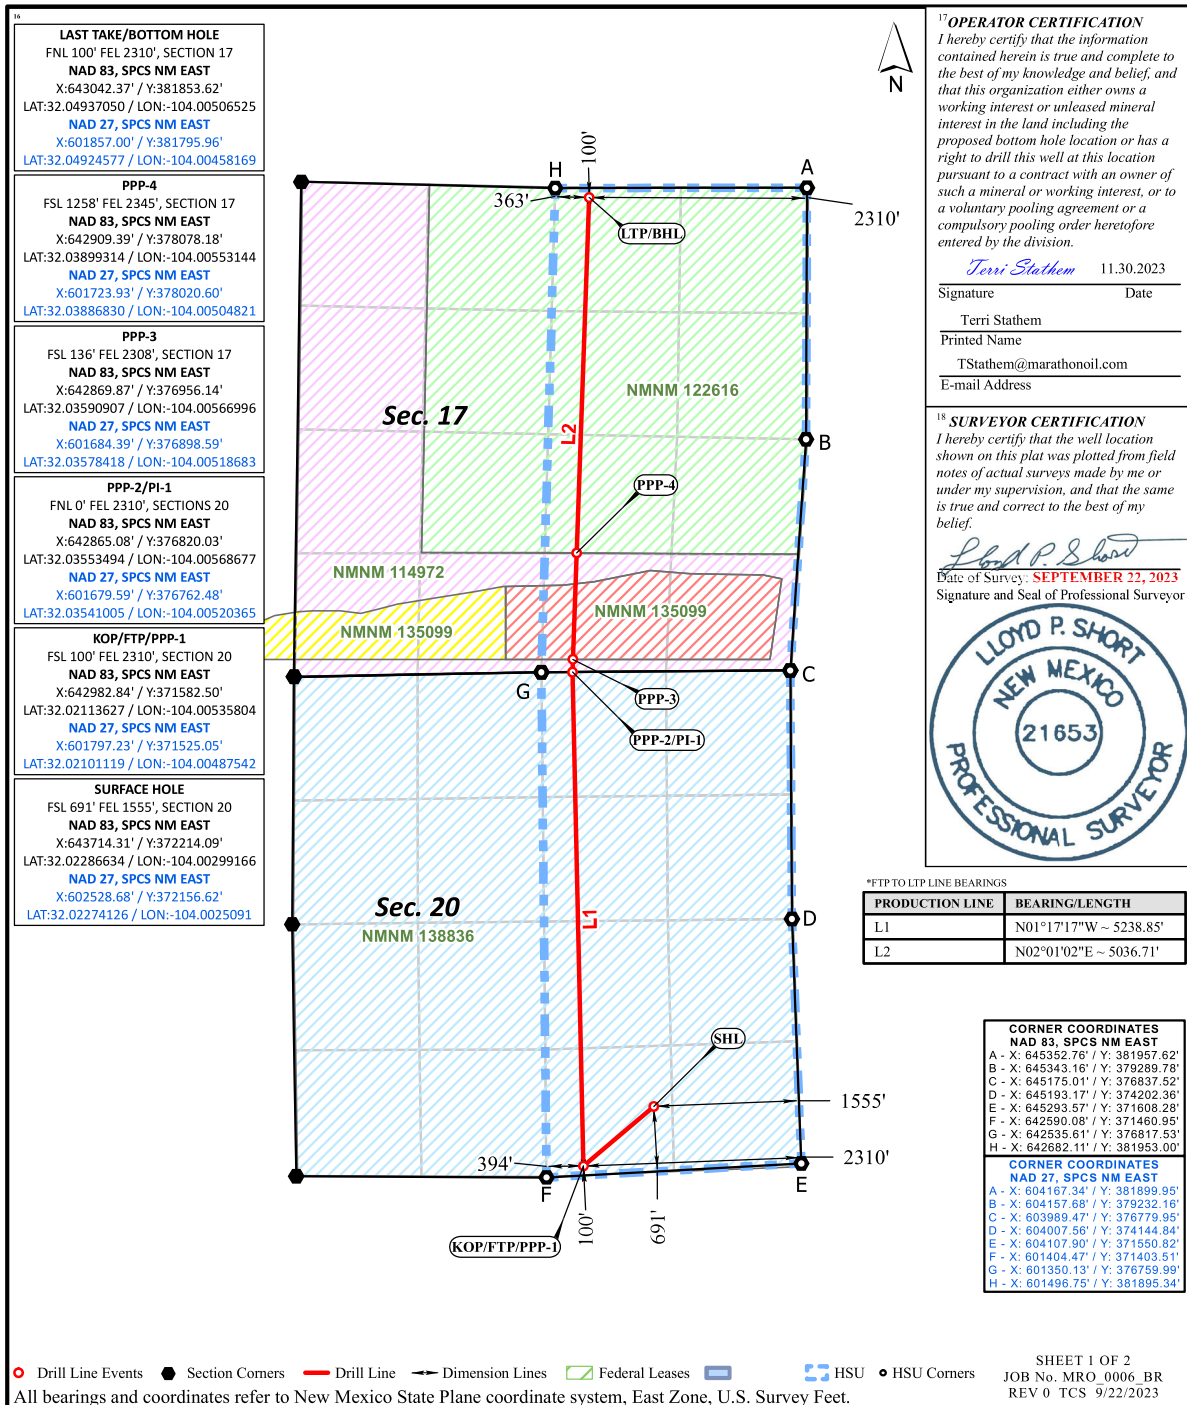 16
LAST TAKE/BOTTOM HOLE
FNL 100' FEL 2310', SECTION 17
NAD 83, SPCS NM EAST
X:643042.37' / Y:381853.62'
LAT:32.04937050 / LON:-104.00506525
NAD 27, SPCS NM EAST
X:601857.00' / Y:381795.96'
LAT:32.04924577 / LON:-104.00458169
PPP-4
FSL 1258' FEL 2345', SECTION 17
NAD 83, SPCS NM EAST
X:642909.39' / Y:378078.18'
LAT:32.03899314 / LON:-104.00553144
NAD 27, SPCS NM EAST
X:601723.93' / Y:378020.60'
LAT:32.03886830 / LON:-104.00504821
PPP-3
FSL 136' FEL 2308', SECTION 17
NAD 83, SPCS NM EAST
X:642869.87' / Y:376956.14'
LAT:32.03590907 / LON:-104.00566996
NAD 27, SPCS NM EAST
X:601684.39' / Y:376898.59'
LAT:32.03578418 / LON:-104.00518683
PPP-2/PI-1
FNL 0' FEL 2310', SECTIONS 20
NAD 83, SPCS NM EAST
X:642865.08' / Y:376820.03'
LAT:32.03553494 / LON:-104.00568677
NAD 27, SPCS NM EAST
X:601679.59' / Y:376762.48'
LAT:32.03541005 / LON:-104.00520365
KOP/FTP/PPP-1
FSL 100' FEL 2310', SECTION 20
NAD 83, SPCS NM EAST
X:642982.84' / Y:371582.50'
LAT:32.02113627 / LON:-104.00535804
NAD 27, SPCS NM EAST
X:601797.23' / Y:371525.05'
LAT:32.02101119 / LON:-104.00487542
SURFACE HOLE
FSL 691' FEL 1555', SECTION 20
NAD 83, SPCS NM EAST
X:643714.31' / Y:372214.09'
LAT:32.02286634 / LON:-104.00299166
NAD 27, SPCS NM EAST
X:602528.68' / Y:372156.62'
LAT:32.02274126 / LON:-104.0025091
N
100'
H
A
363'
2310'
LTP/BHL
NMNM 122616
Sec. 17
L2
B
PPP-4
NMNM 114972
NMNM 135099
NMNM 135099
G
C
PPP-3
PPP-2/PI-1
Sec. 20
NMNM 138836
L1
D
SHL
1555'
394'
2310'
F
E
100'
691'
KOP/FTP/PPP-1
17 OPERATOR CERTIFICATION
I hereby certify that the information
contained herein is true and complete to
the best of my knowledge and belief, and
that this organization either owns a
working interest or unleased mineral
interest in the land including the
proposed bottom hole location or has a
right to drill this well at this location
pursuant to a contract with an owner of
such a mineral or working interest, or to
a voluntary pooling agreement or a
compulsory pooling order heretofore
entered by the division.
Terri Stathem 11.30.2023
Signature Date
Terri Stathem
Printed Name
TStathem@marathonoil.com
E-mail Address
18 SURVEYOR CERTIFICATION
I hereby certify that the well location
shown on this plat was plotted from field
notes of actual surveys made by me or
under my supervision, and that the same
is true and correct to the best of my
belief.
Lloyd P. Short
Date of Survey: SEPTEMBER 22, 2023
Signature and Seal of Professional Surveyor
LLOYD P. SHORT
NEW MEXICO
21653
PROFESSIONAL SURVEYOR
*FTP TO LTP LINE BEARINGS
PRODUCTION LINE BEARING/LENGTH
L1 N01°17'17"W ~ 5238.85'
L2 N02°01'02"E ~ 5036.71'
CORNER COORDINATES
NAD 83, SPCS NM EAST
A - X: 645352.76' / Y: 381957.62'
B - X: 645343.16' / Y: 379289.78'
C - X: 645175.01' / Y: 376837.52'
D - X: 645193.17' / Y: 374202.36'
E - X: 645293.57' / Y: 371608.28'
F - X: 642590.08' / Y: 371460.95'
G - X: 642535.61' / Y: 376817.53'
H - X: 642682.11' / Y: 381953.00'
CORNER COORDINATES
NAD 27, SPCS NM EAST
A - X: 604167.34' / Y: 381899.95'
B - X: 604157.68' / Y: 379232.16'
C - X: 603989.47' / Y: 376779.95'
D - X: 604007.56' / Y: 374144.84'
E - X: 604107.90' / Y: 371550.82'
F - X: 601404.47' / Y: 371403.51'
G - X: 601350.13' / Y: 376759.99'
H - X: 601496.75' / Y: 381895.34'
Drill Line Events Section Corners Drill Line Dimension Lines Federal Leases HSU HSU Corners
All bearings and coordinates refer to New Mexico State Plane coordinate system, East Zone, U.S. Survey Feet.
SHEET 1 OF 2
JOB No. MRO_0006_BR
REV 0 TCS 9/22/2023